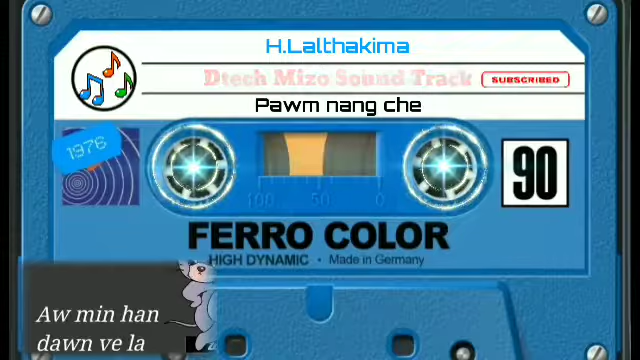 H.Lalthakima
Dtech Mizo Sound Track
SUBSCRIBED
Pawm nang che
1976
90
100 50 0
FERRO COLOR
HIGH DYNAMIC • Made in Germany
Aw min han
dawn ve la